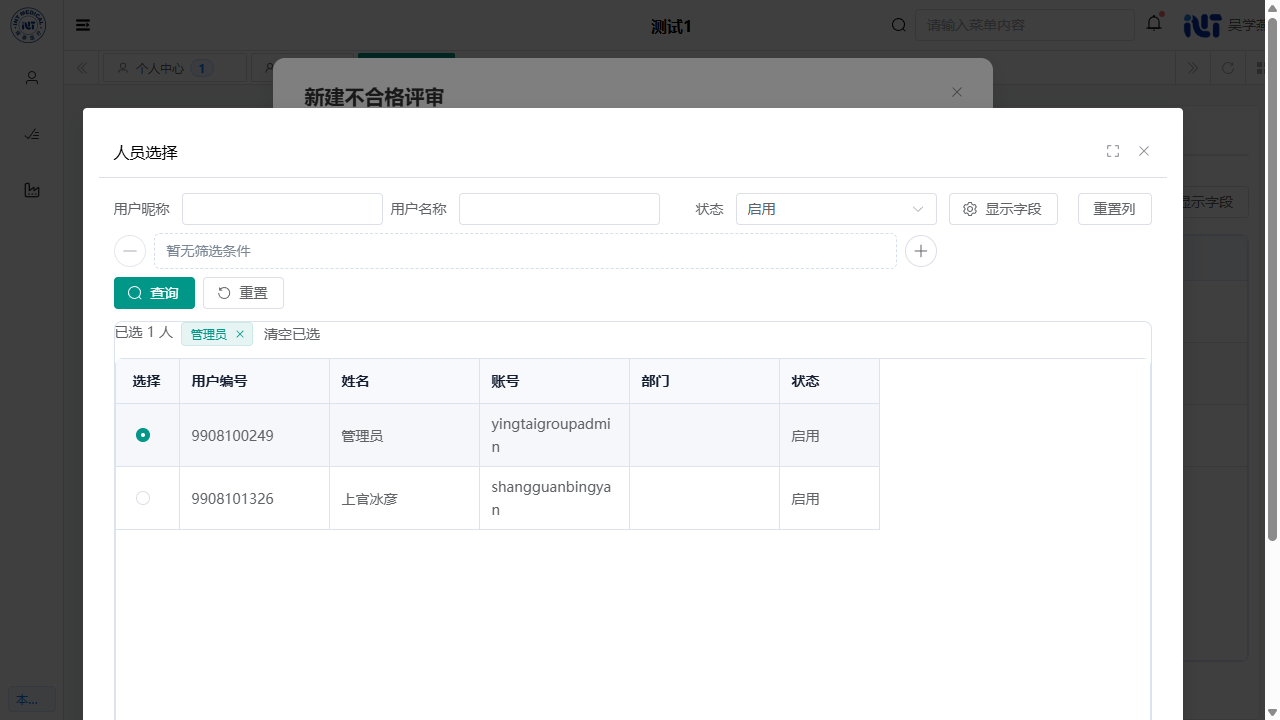 测试1
请输入菜单内容
个人中心 1
新建不合格评审
人员选择
用户昵称
用户名称
状态
启用
显示字段
重置列
显示字段
暂无筛选条件
查询
重置
已选 1 人
管理员
清空已选
选择 用户编号 姓名 账号 部门 状态
9908100249 管理员 yingtaigroupadmi 启用
n
9908101326 上官冰彦 shangguanbingya 启用
n
本...